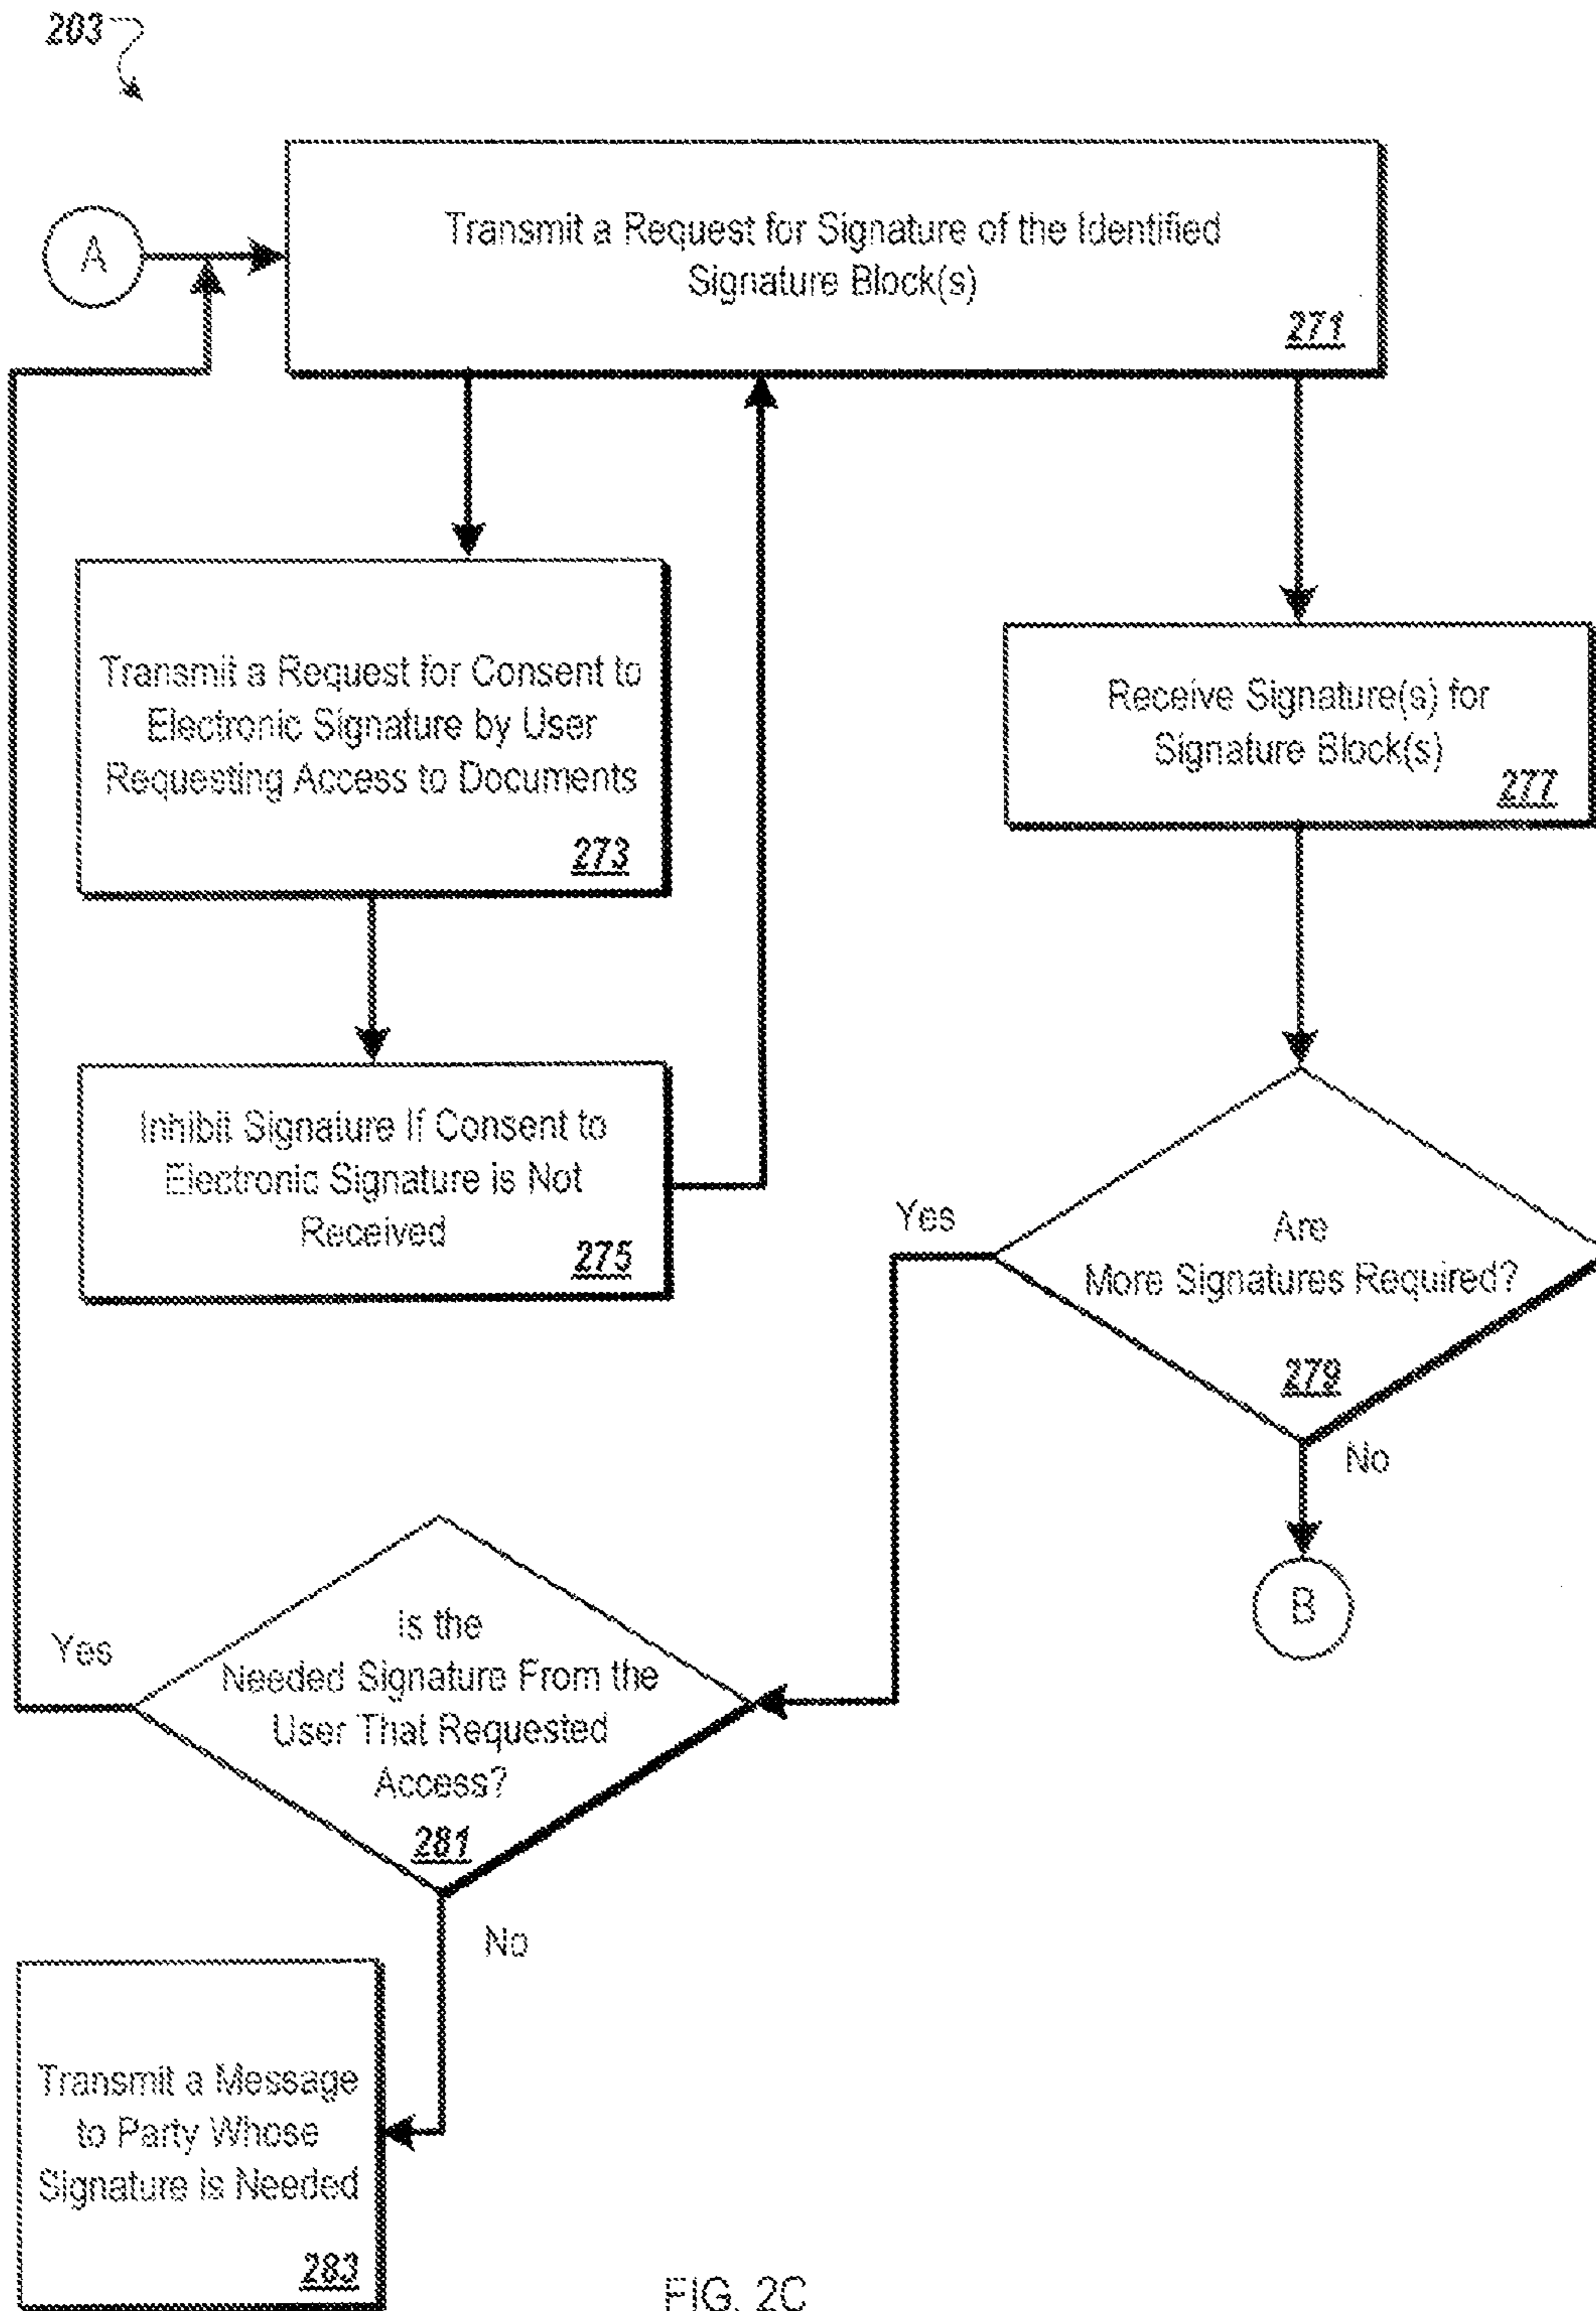 203
A
Transmit a Request for Signature of the Identified
Signature Block(s)
271
Transmit a Request for Consent to
Electronic Signature by User
Requesting Access to Documents
273
Receive Signature(s) for
Signature Block(s)
277
Inhibit Signature If Consent to
Electronic Signature is Not
Received
275
Yes
Are
More Signatures Required?
279
No
B
Yes
Is the
Needed Signature From the
User That Requested
Access?
281
No
Transmit a Message
to Party Whose
Signature is Needed
283
FIG. 2C